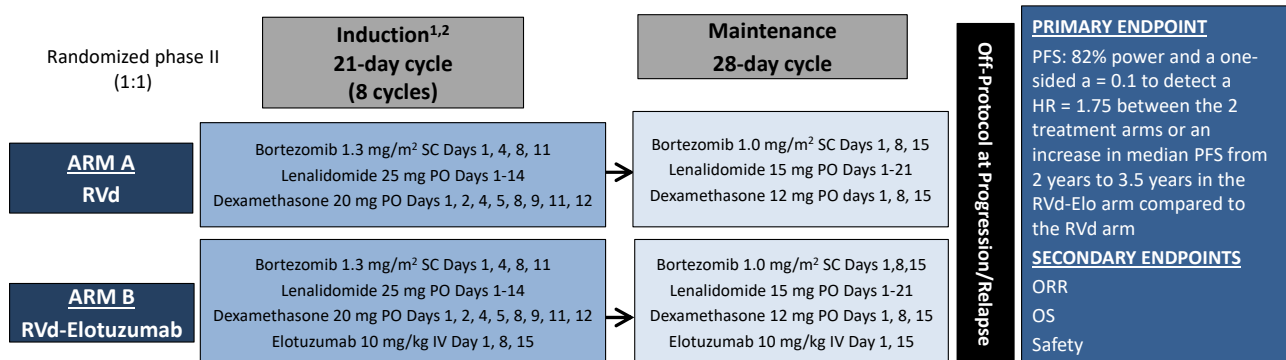 Randomized phase II
(1:1)
Induction1,2
21-day cycle
(8 cycles)
Maintenance
28-day cycle
ARM A
RVd
Bortezomib 1.3 mg/m2 SC Days 1, 4, 8, 11
Lenalidomide 25 mg PO Days 1-14
Dexamethasone 20 mg PO Days 1, 2, 4, 5, 8, 9, 11, 12
Bortezomib 1.0 mg/m2 SC Days 1, 8, 15
Lenalidomide 15 mg PO Days 1-21
Dexamethasone 12 mg PO days 1, 8, 15
ARM B
RVd-Elotuzumab
Bortezomib 1.3 mg/m2 SC Days 1, 4, 8, 11
Lenalidomide 25 mg PO Days 1-14
Dexamethasone 20 mg PO Days 1, 2, 4, 5, 8, 9, 11, 12
Elotuzumab 10 mg/kg IV Day 1, 8, 15
Bortezomib 1.0 mg/m2 SC Days 1,8,15
Lenalidomide 15 mg PO Days 1-21
Dexamethasone 12 mg PO Days 1, 8, 15
Elotuzumab 10 mg/kg IV Day 1, 15
Off-Protocol at Progression/Relapse
PRIMARY ENDPOINT
PFS: 82% power and a one-
sided a = 0.1 to detect a
HR = 1.75 between the 2
treatment arms or an
increase in median PFS from
2 years to 3.5 years in the
RVd-Elo arm compared to
the RVd arm
SECONDARY ENDPOINTS
ORR
OS
Safety